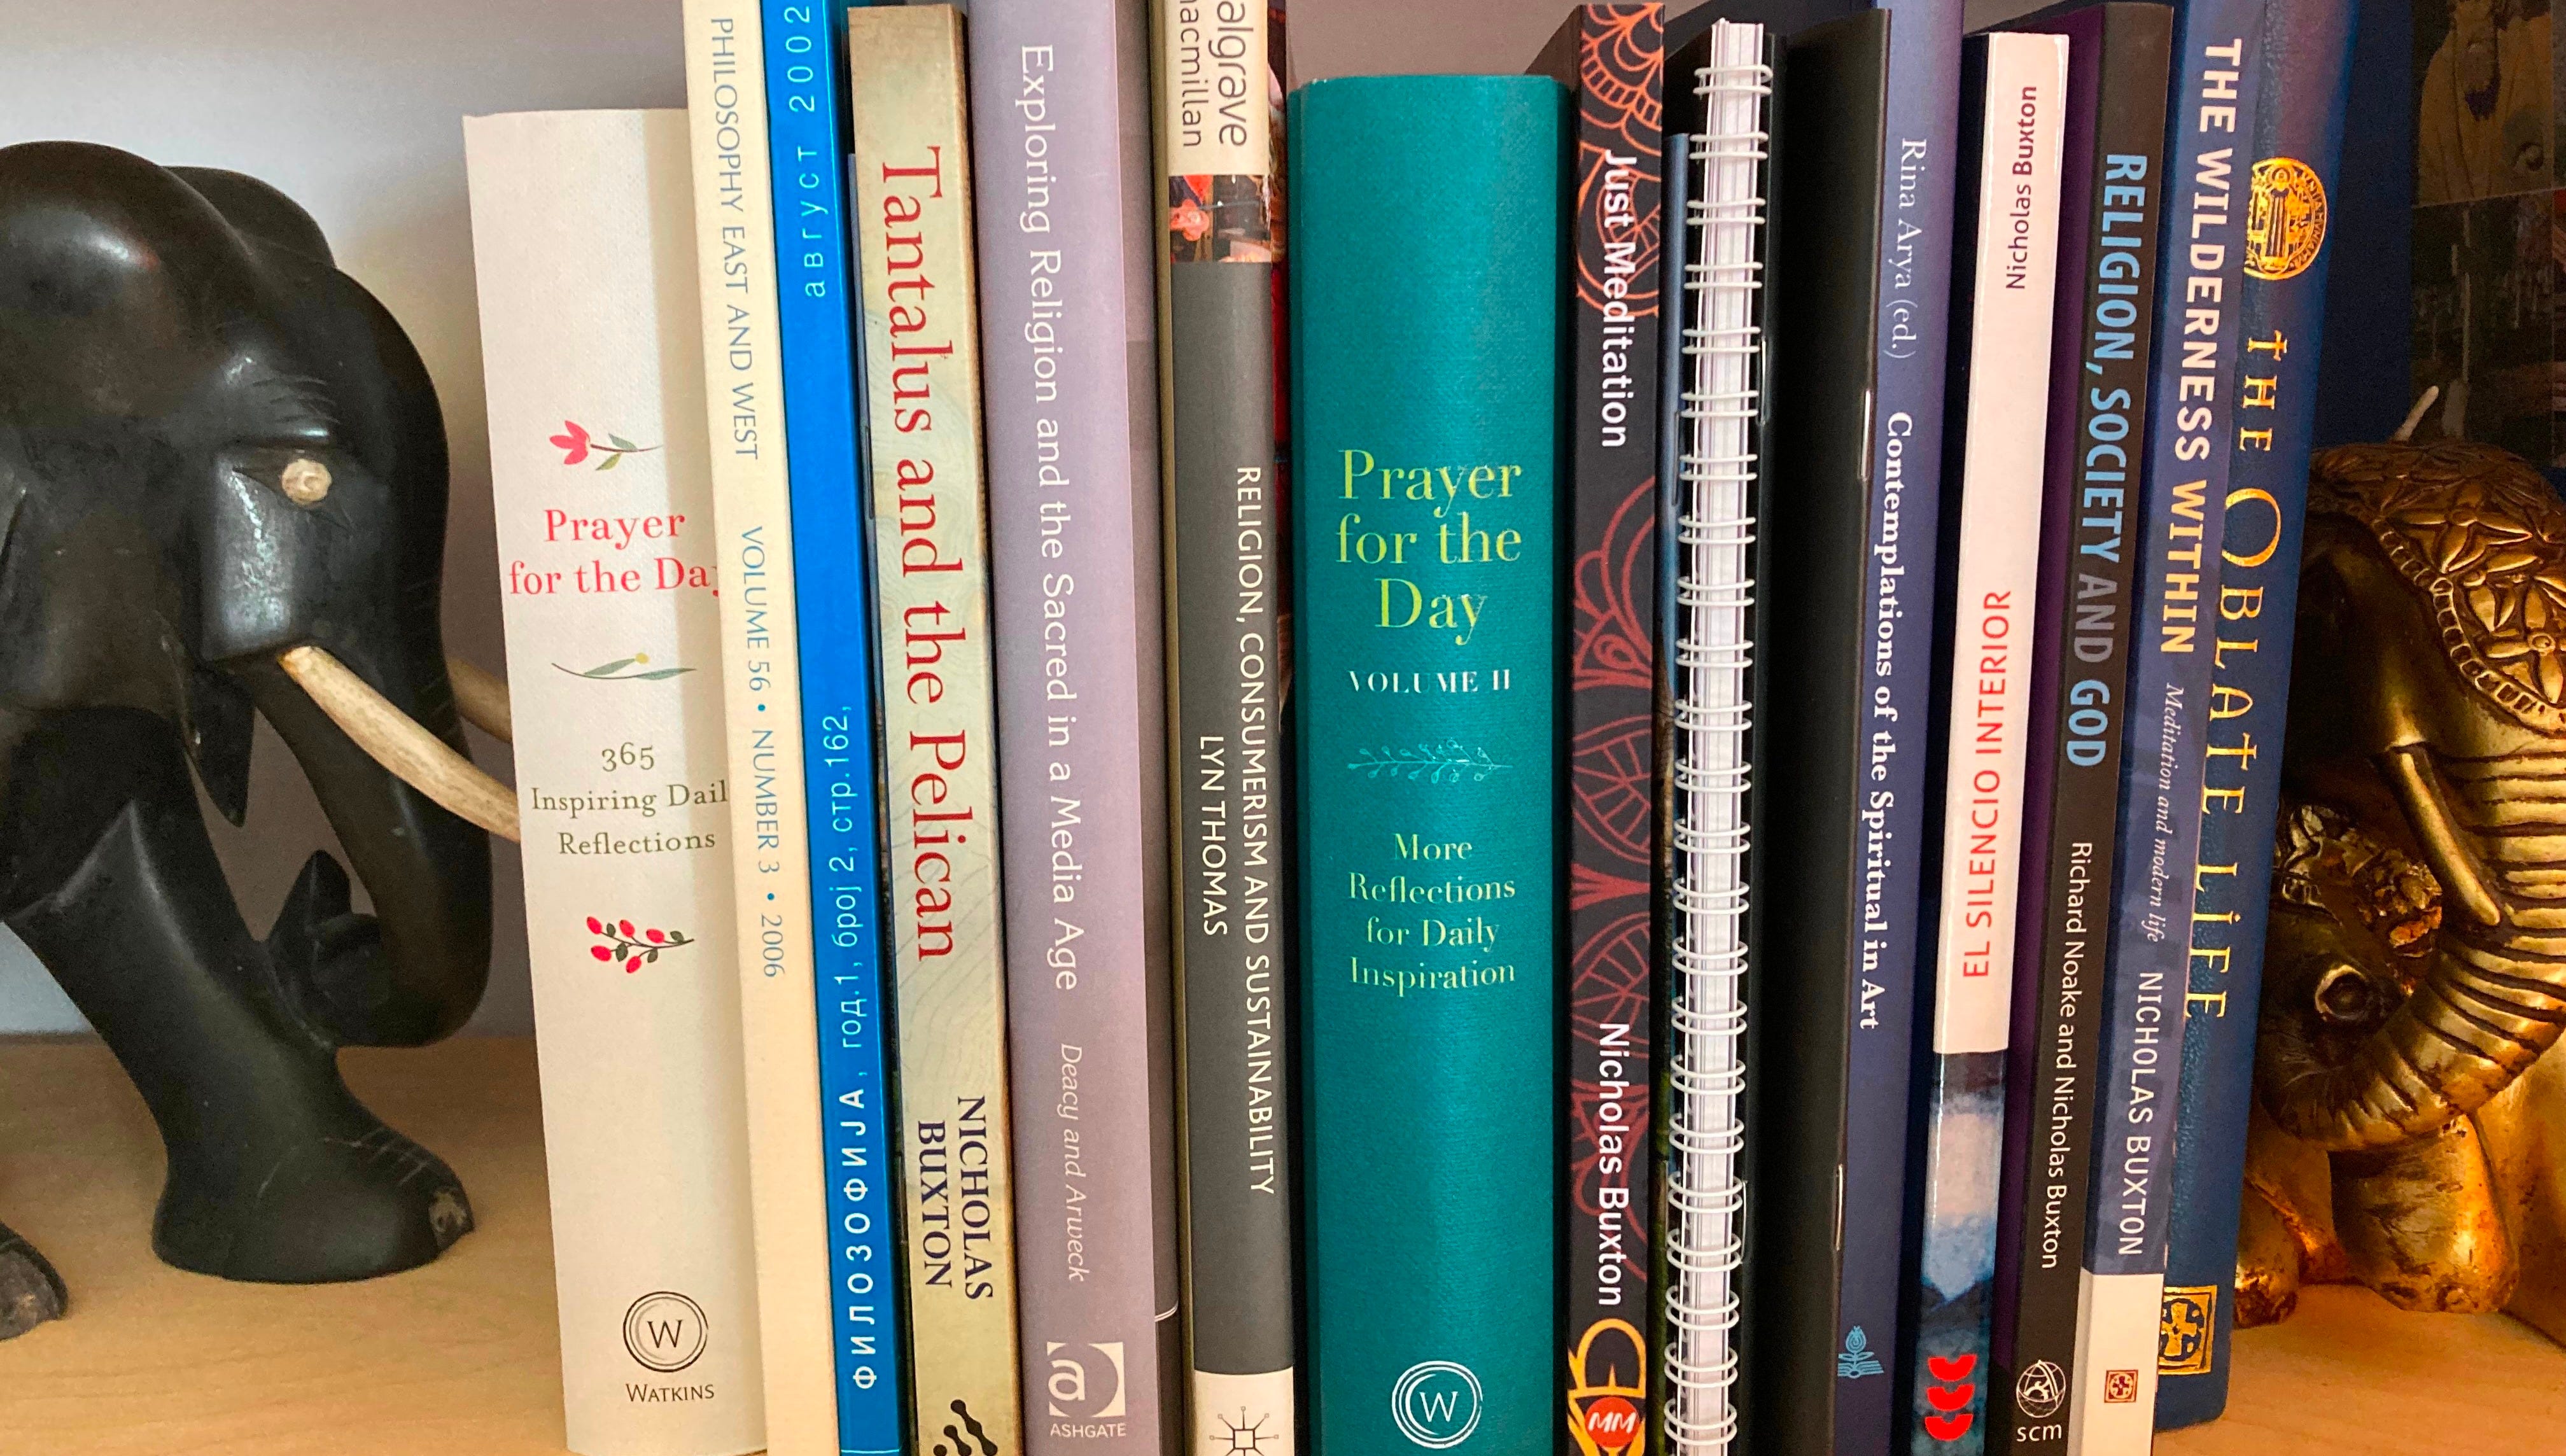 Prayer
for the Da
365
Inspiring Dail
Reflections
W
WATKINS
PHILOSOPHY EAST AND WEST VOLUME 56 • NUMBER 3 • 2006
ФИЛОЗОФИЈА, год.1, број 2, стр.162, август 2002
Tantalus and the Pelican
NICHOLAS
BUXTON
Exploring Religion and the Sacred in a Media Age Deacy and Arweck
a
ASHGATE
algrave
acmillan
RELIGION, CONSUMERISM AND SUSTAINABILITY
LYN THOMAS
Prayer
for the
Day
VOLUME II
More
Reflections
for Daily
Inspiration
W
Just Meditation Nicholas Buxton
MM
Rina Arya (ed.) Contemplations of the Spiritual in Art
EL SILENCIO INTERIOR Nicholas Buxton
RELIGION, SOCIETY AND GOD Richard Noake and Nicholas Buxton
scm
THE WILDERNESS WITHIN Meditation and modern life NICHOLAS BUXTON
THE OBLATE LIFE